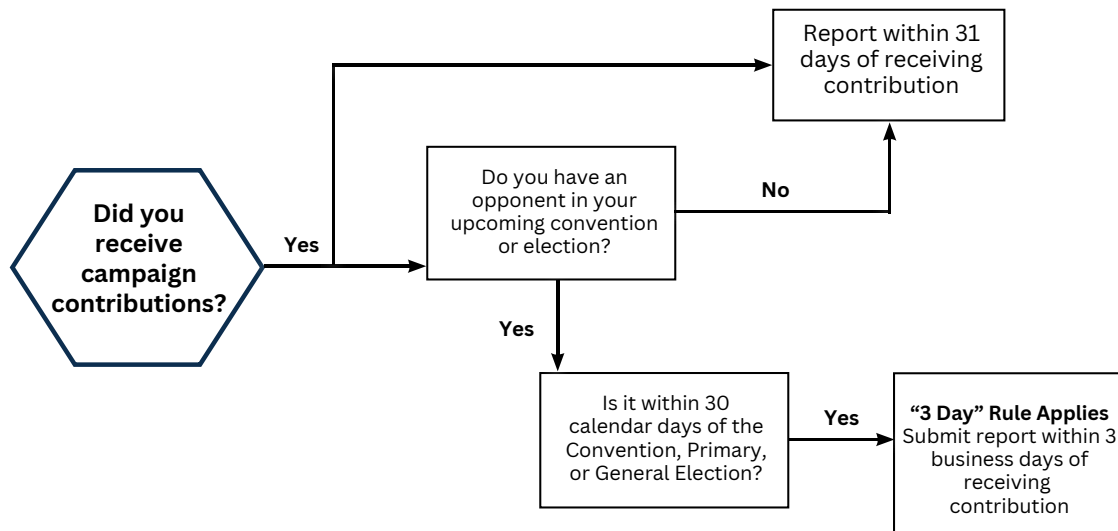 Did you
receive
campaign
contributions?
Yes
Report within 31
days of receiving
contribution
Do you have an
opponent in your
upcoming convention
or election?
No
Yes
Is it within 30
calendar days of the
Convention, Primary,
or General Election?
Yes
“3 Day” Rule Applies
Submit report within 3
business days of
receiving
contribution